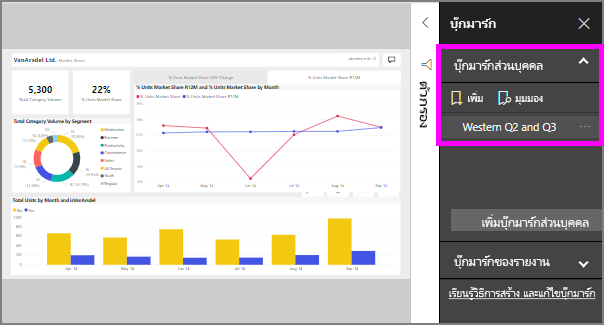 VanArsdel Ltd. Market Share
5,300
Total Category Volume
22%
% Units Market Share
% Units Market Share YOY Change
% Units Market Share R12M
% Units Market Share R12M and % Units Market Share by Month
% Units Market Share
% Units Market Share R12M
Apr-14
May-14
Jun-14
Jul-14
Aug-14
Sep-14
Total Category Volume by Segment
Moderation
Extreme
Productivity
Convenience
Select
All Season
Youth
Regular
Total Units by Month and isVanArsdel
No
Yes
1,000
800
600
400
200
0
Apr-14
May-14
Jun-14
Jul-14
Aug-14
Sep-14
ตัวกรอง
บุ๊กมาร์ก
บุ๊กมาร์กส่วนบุคคล
เพิ่ม
มุมมอง
Western Q2 and Q3
เพิ่มบุ๊กมาร์กส่วนบุคคล
บุ๊กมาร์กของรายงาน
เรียนรู้วิธีการสร้าง และแก้ไขบุ๊กมาร์ก